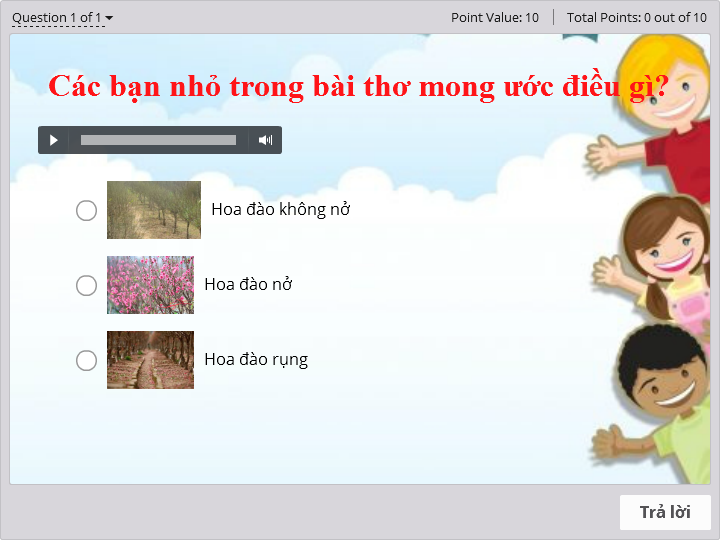 Question 1 of 1
Point Value: 10
Total Points: 0 out of 10
Các bạn nhỏ trong bài thơ mong ước điều gì?
Hoa đào không nở
Hoa đào nở
Hoa đào rụng
Trả lời